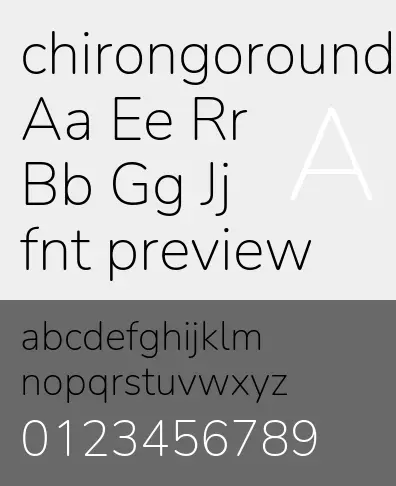 chirongoround
Aa Ee Rr
A
Bb Gg Jj
fnt preview
abcdefghijklm
nopqrstuvwxyz
0123456789